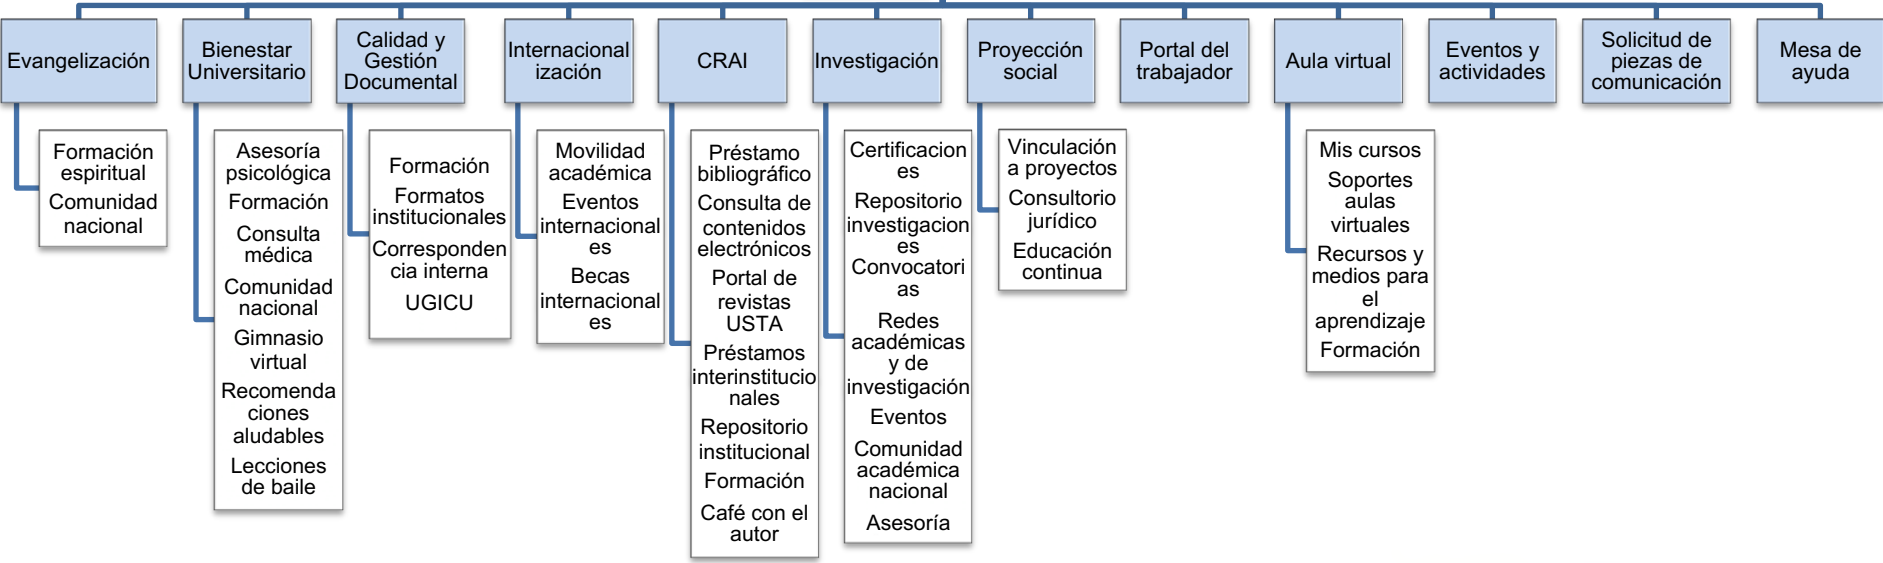 Evangelización
Bienestar
Universitario
Calidad y
Gestión
Documental
Internacional
ización
CRAI
Investigación
Proyección
social
Portal del
trabajador
Aula virtual
Eventos y
actividades
Solicitud de
piezas de
comunicación
Mesa de
ayuda
Formación
espiritual
Comunidad
nacional
Asesoría
psicológica
Formación
Consulta
médica
Comunidad
nacional
Gimnasio
virtual
Recomenda
ciones
aludables
Lecciones
de baile
Formación
Formatos
institucionales
Corresponden
cia interna
UGICU
Movilidad
académica
Eventos
internacional
es
Becas
internacional
es
Préstamo
bibliográfico
Consulta de
contenidos
electrónicos
Portal de
revistas
USTA
Préstamos
interinstitucio
nales
Repositorio
institucional
Formación
Café con el
autor
Certificacion
es
Repositorio
investigacion
es
Convocatori
as
Redes
académicas
y de
investigación
Eventos
Comunidad
académica
nacional
Asesoría
Vinculación
a proyectos
Consultorio
jurídico
Educación
continua
Mis cursos
Soportes
aulas
virtuales
Recursos y
medios para
el
aprendizaje
Formación